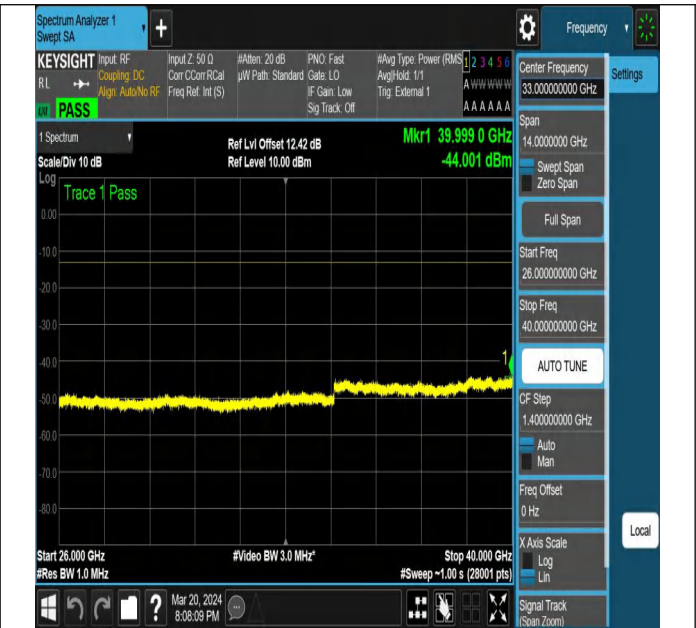 Spectrum Analyzer 1
Swept SA
+
Frequency
KEYSIGHT
RL
PASS
Input: RF
Coupling: DC
Align: Auto/No RF
Input Z: 50 Ω
Corr CCorr RCal
Freq Ref: Int (S)
#Atten: 20 dB
µW Path: Standard
PNO: Fast
Gate: LO
IF Gain: Low
Sig Track: Off
#Avg Type: Power (RMS
Avg|Hold: 1/1
Trig: External 1
1 2 3 4 5 6
A W W W W W
A A A A A A
1 Spectrum
Scale/Div 10 dB
Ref Lvl Offset 12.42 dB
Ref Level 10.00 dBm
Mkr1 39.999 0 GHz
-44.001 dBm
Log
Trace 1 Pass
0.00
-10.0
-20.0
-30.0
-40.0
-50.0
-60.0
-70.0
-80.0
1
Start 26.000 GHz
#Res BW 1.0 MHz
#Video BW 3.0 MHz*
Stop 40.000 GHz
#Sweep ~1.00 s (28001 pts)
Center Frequency
33.000000000 GHz
Settings
Span
14.0000000 GHz
Swept Span
Zero Span
Full Span
Start Freq
26.000000000 GHz
Stop Freq
40.000000000 GHz
AUTO TUNE
CF Step
1.400000000 GHz
Auto
Man
Freq Offset
0 Hz
X Axis Scale
Log
Lin
Local
Signal Track
(Span Zoom)
?
Mar 20, 2024
8:08:09 PM